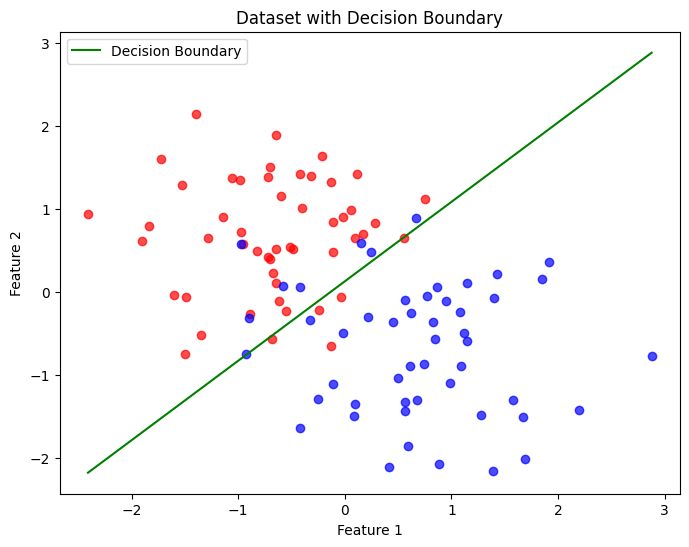 Dataset with Decision Boundary
Decision Boundary
3
2
1
0
−1
−2
Feature 2
−2 −1 0 1 2 3
Feature 1